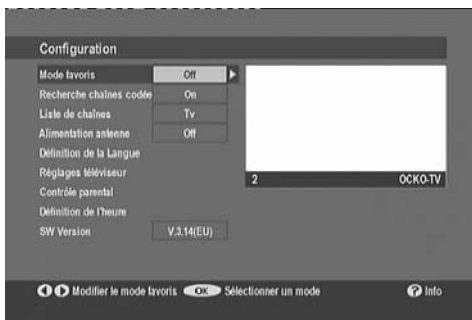 Configuration
Mode favoris Off
Recherche chaînes codée On
Liste de chaînes Tv
Alimentation antenne Off
Définition de la Langue
Réglages téléviseur
2 OCKO-TV
Contrôle parental
Définition de l'heure
SW Version V.3.14(EU)
Modifier le mode favoris OK Sélectionner un mode ? Info